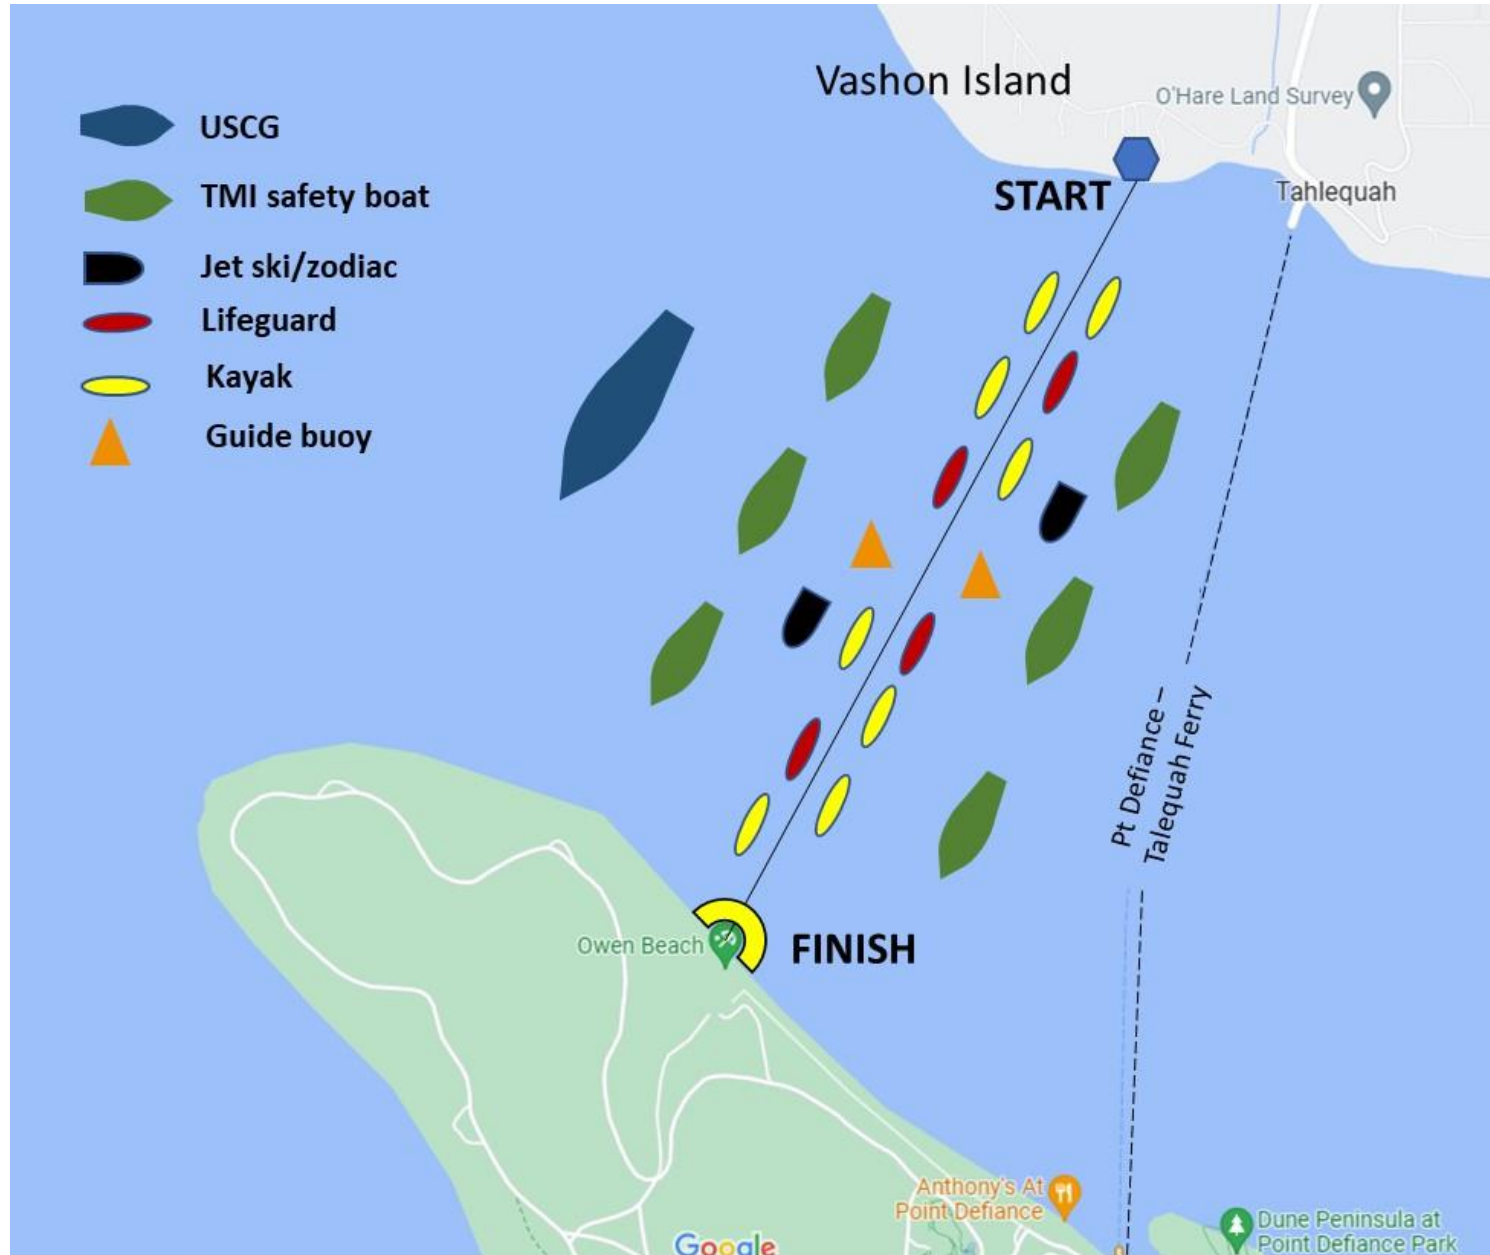 Vashon Island
O'Hare Land Survey
USCG
TMI safety boat
START
Tahlequah
Jet ski/zodiac
Lifeguard
Kayak
Guide buoy
Pt Defiance –
Talequah Ferry
Owen Beach
FINISH
Anthony's At
Point Defiance
Dune Peninsula at
Point Defiance Park
Google